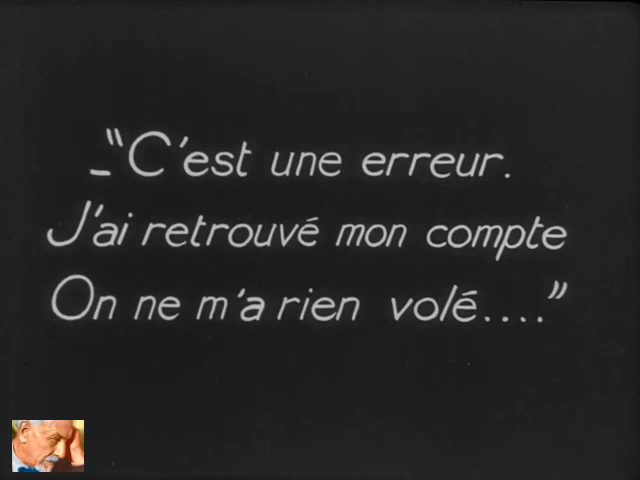 –"C'est une erreur.
J'ai retrouvé mon compte
On ne m'a rien volé...."